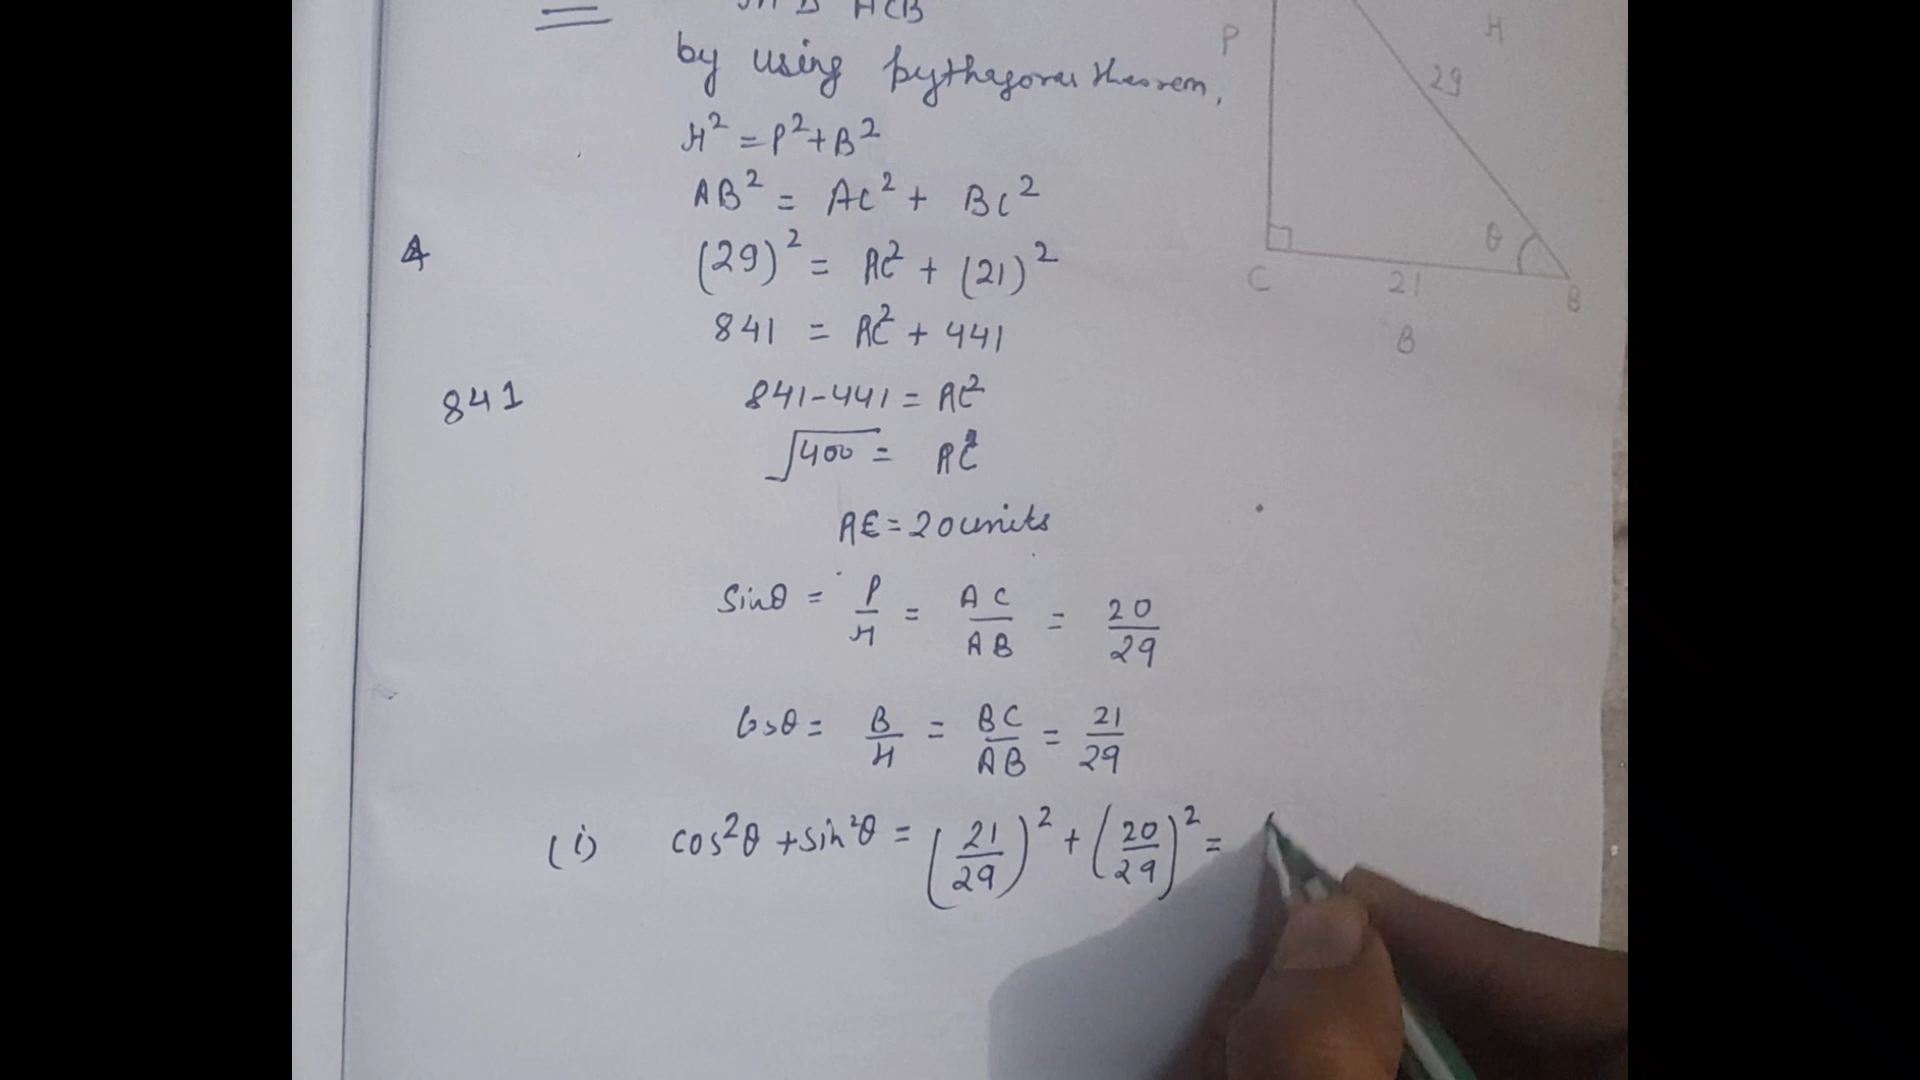 ACB
by using pythagoras theorem,
H² = P² + B²
AB² = AC² + BC²
(29)² = AC² + (21)²
841 = AC² + 441
841 - 441 = AC²
√400 = AC
AC = 20 units
Sinθ = P/H = AC/AB = 20/29
Cosθ = B/H = BC/AB = 21/29
(i) cos²θ + sin²θ = (21/29)² + (20/29)² =
4
841
P
H
29
θ
C
21
B
B